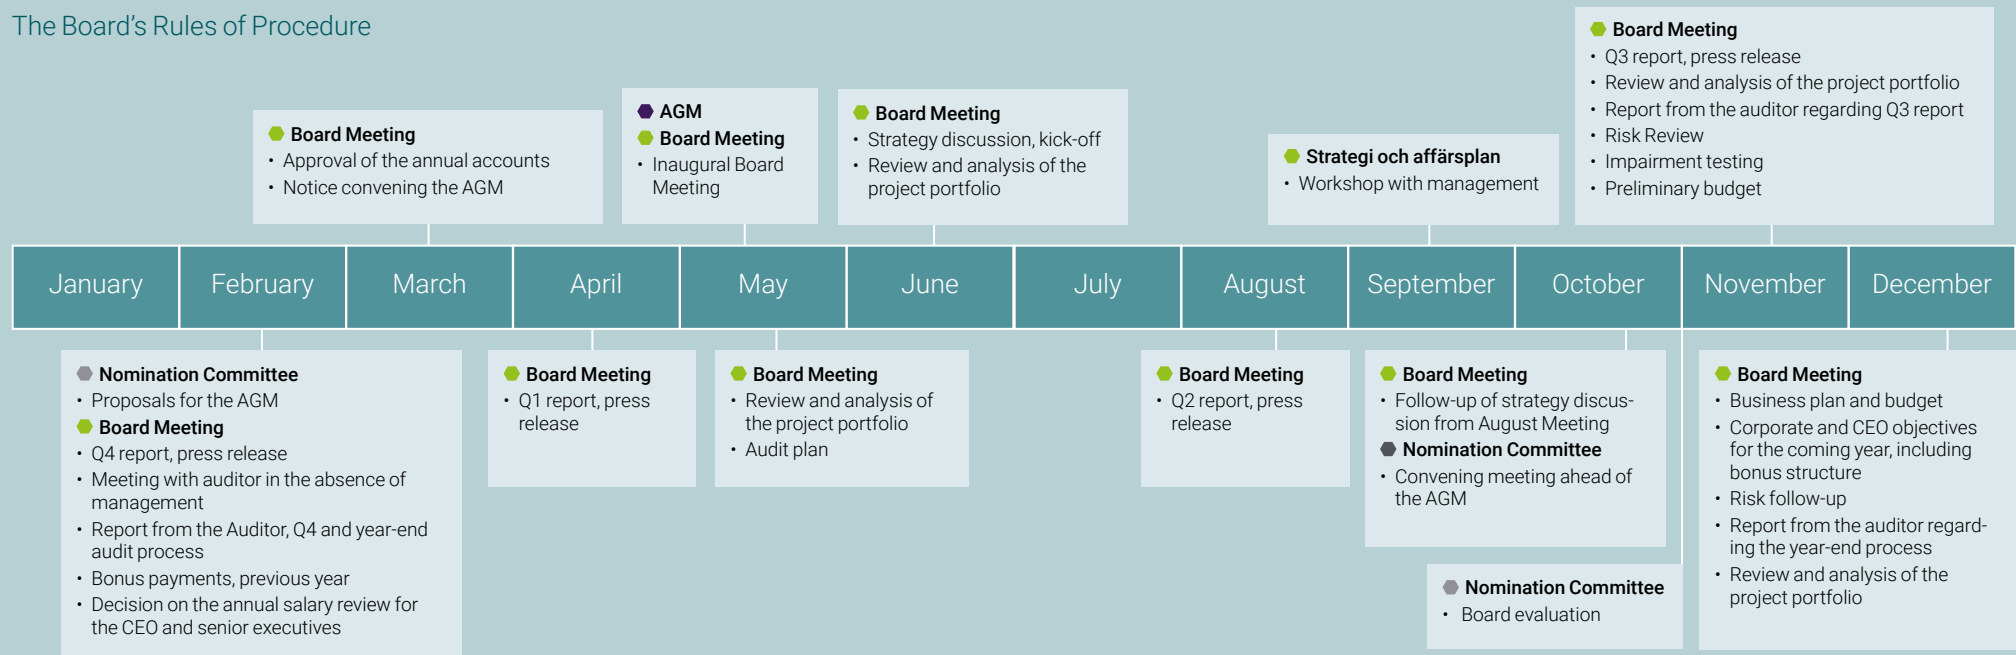 The Board's Rules of Procedure
Board Meeting
• Approval of the annual accounts
• Notice convening the AGM
AGM
Board Meeting
• Inaugural Board
Meeting
Board Meeting
• Strategy discussion, kick-off
• Review and analysis of the
project portfolio
Strategi och affärsplan
• Workshop with management
Board Meeting
• Q3 report, press release
• Review and analysis of the project portfolio
• Report from the auditor regarding Q3 report
• Risk Review
• Impairment testing
• Preliminary budget
January
February
March
April
May
June
July
August
September
October
November
December
Nomination Committee
• Proposals for the AGM
Board Meeting
• Q4 report, press release
• Meeting with auditor in the absence of
management
• Report from the Auditor, Q4 and year-end
audit process
• Bonus payments, previous year
• Decision on the annual salary review for
the CEO and senior executives
Board Meeting
• Q1 report, press
release
Board Meeting
• Review and analysis of
the project portfolio
• Audit plan
Board Meeting
• Q2 report, press
release
Board Meeting
• Follow-up of strategy discus-
sion from August Meeting
Nomination Committee
• Convening meeting ahead of
the AGM
Nomination Committee
• Board evaluation
Board Meeting
• Business plan and budget
• Corporate and CEO objectives
for the coming year, including
bonus structure
• Risk follow-up
• Report from the auditor regard-
ing the year-end process
• Review and analysis of the
project portfolio